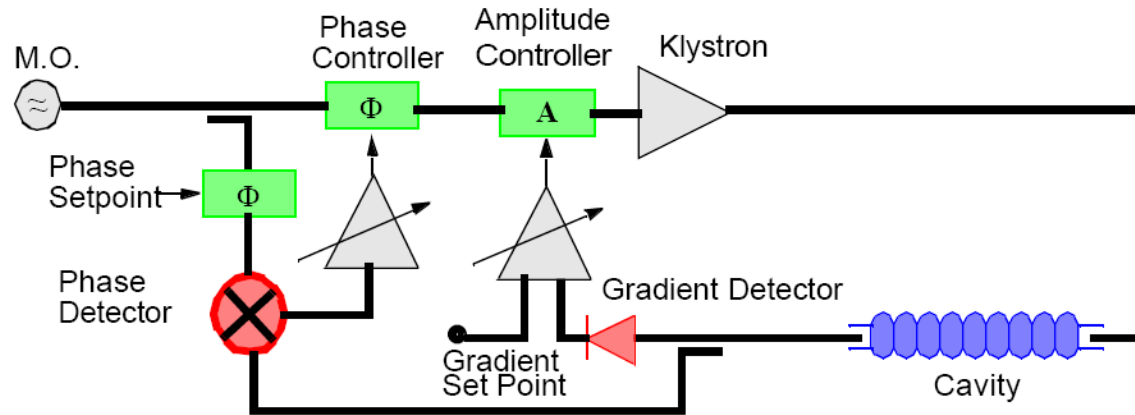 M.O.
Phase
Controller
Amplitude
Controller
Klystron
≈
Φ
A
Phase
Setpoint
Φ
Phase
Detector
Gradient Detector
Gradient
Set Point
Cavity